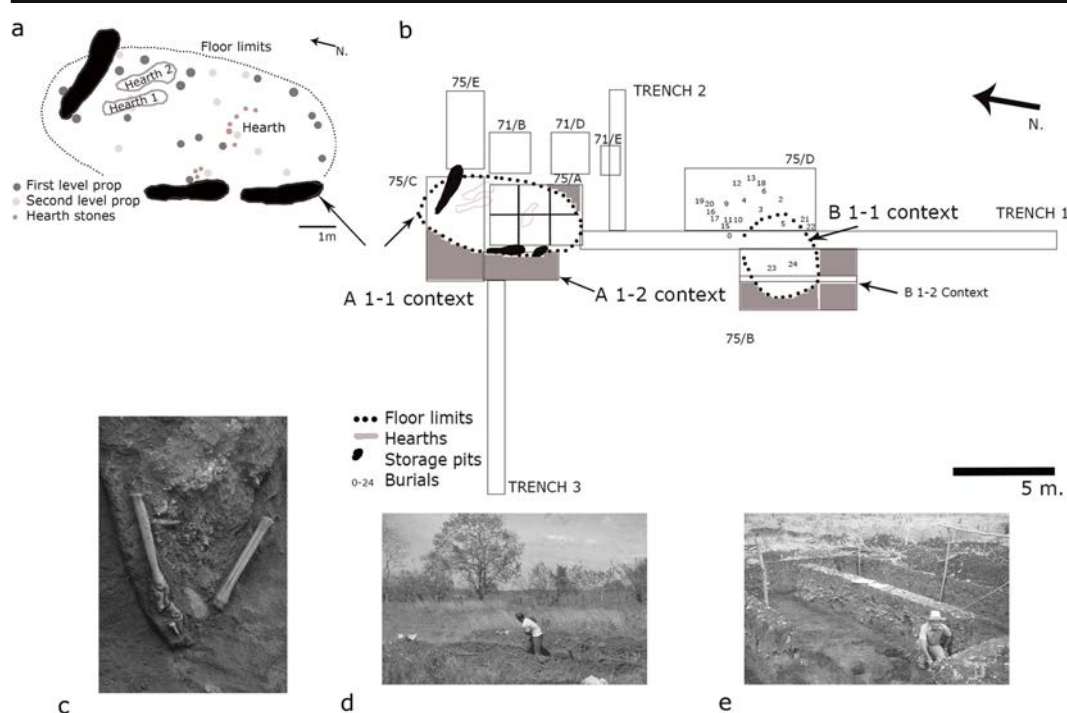 a
Floor limits
N.
Hearth 2
Hearth 1
Hearth
First level prop
Second level prop
Hearth stones
1m
b
75/E
TRENCH 2
71/B
71/D
71/E
N.
75/C
75/A
75/D
13 18
12 6
19 20 9 4 2
16 3
17 11 10 5 21
15 22
0
B 1-1 context
TRENCH 1
23 24
A 1-1 context
A 1-2 context
B 1-2 Context
75/B
Floor limits
Hearths
Storage pits
0-24 Burials
TRENCH 3
5 m.
c
d
e